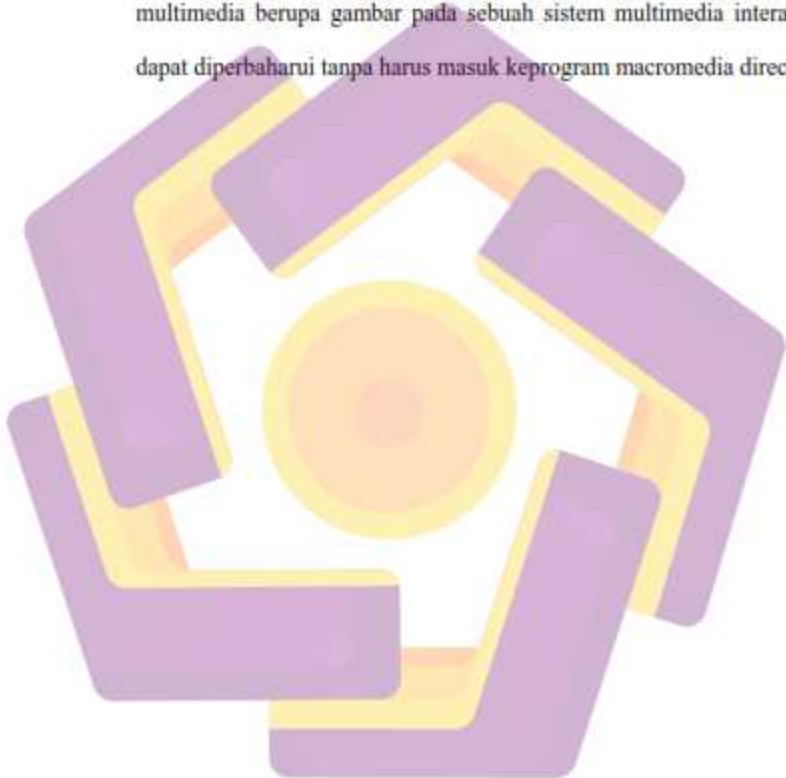 multimedia berupa gambar pada sebuah sistem multimedia intera
dapat diperbaharui tanpa harus masuk keprogram macromedia direc